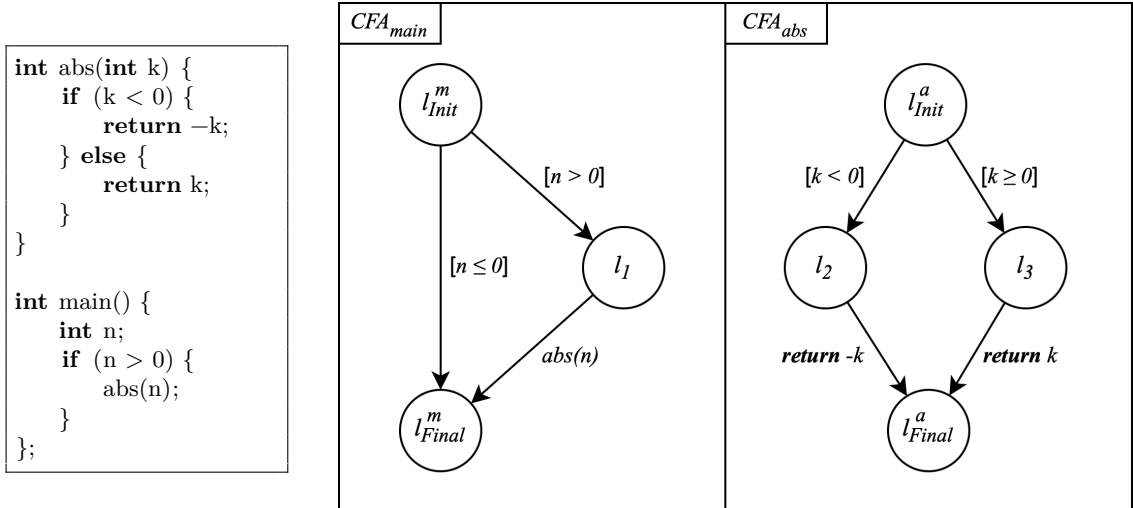 int abs(int k) {
if (k < 0) {
return −k;
} else {
return k;
}
}
int main() {
int n;
if (n > 0) {
abs(n);
}
};
CFA_main
l^m_Init
[n > 0]
[n ≤ 0]
l_1
abs(n)
l^m_Final
CFA_abs
l^a_Init
[k < 0]
[k ≥ 0]
l_2
l_3
return -k
return k
l^a_Final